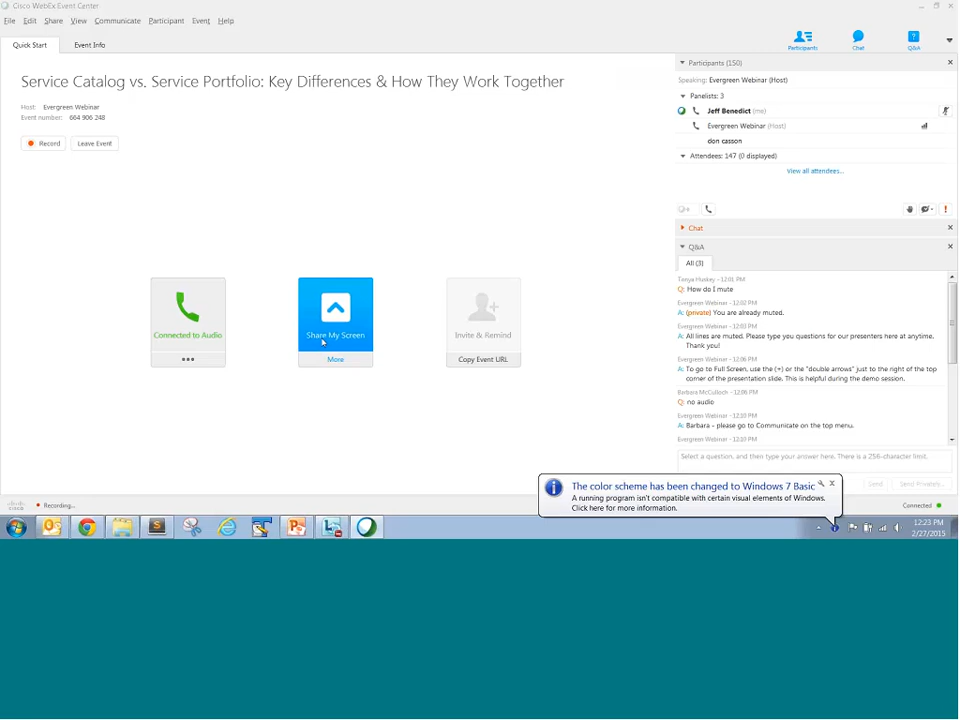 Cisco WebEx Event Center
File Edit Share View Communicate Participant Event Help
Quick Start Event Info
Participants Chat Q&A
Service Catalog vs. Service Portfolio: Key Differences & How They Work Together
Host: Evergreen Webinar
Event number: 664 906 248
Record Leave Event
Connected to Audio
Share My Screen
More
Invite & Remind
Copy Event URL
Participants (150)
Speaking: Evergreen Webinar (Host)
Panelists: 3
Jeff Benedict (me)
Evergreen Webinar (Host)
don casson
Attendees: 147 (0 displayed)
View all attendees...
Chat
Q&A
All (3)
12:01 PM
Q: How do I mute
Evergreen Webinar - 12:02 PM
A: (private) You are already muted.
Evergreen Webinar - 12:03 PM
A: All lines are muted. Please type you questions for our presenters here at anytime.
Thank you!
Evergreen Webinar - 12:06 PM
A: To go to Full Screen, use the (+) or the "double arrows" just to the right of the top
corner of the presentation slide. This is helpful during the demo session.
Barbara McCulloch - 12:06 PM
Q: no audio
Evergreen Webinar - 12:10 PM
A: Barbara - please go to Communicate on the top menu.
Evergreen Webinar - 12:10 PM
Select a question, and then type your answer here. There is a 256-character limit.
Send Send Privately...
The color scheme has been changed to Windows 7 Basic
A running program isn't compatible with certain visual elements of Windows.
Click here for more information.
Recording...
Connected
12:23 PM
2/27/2015